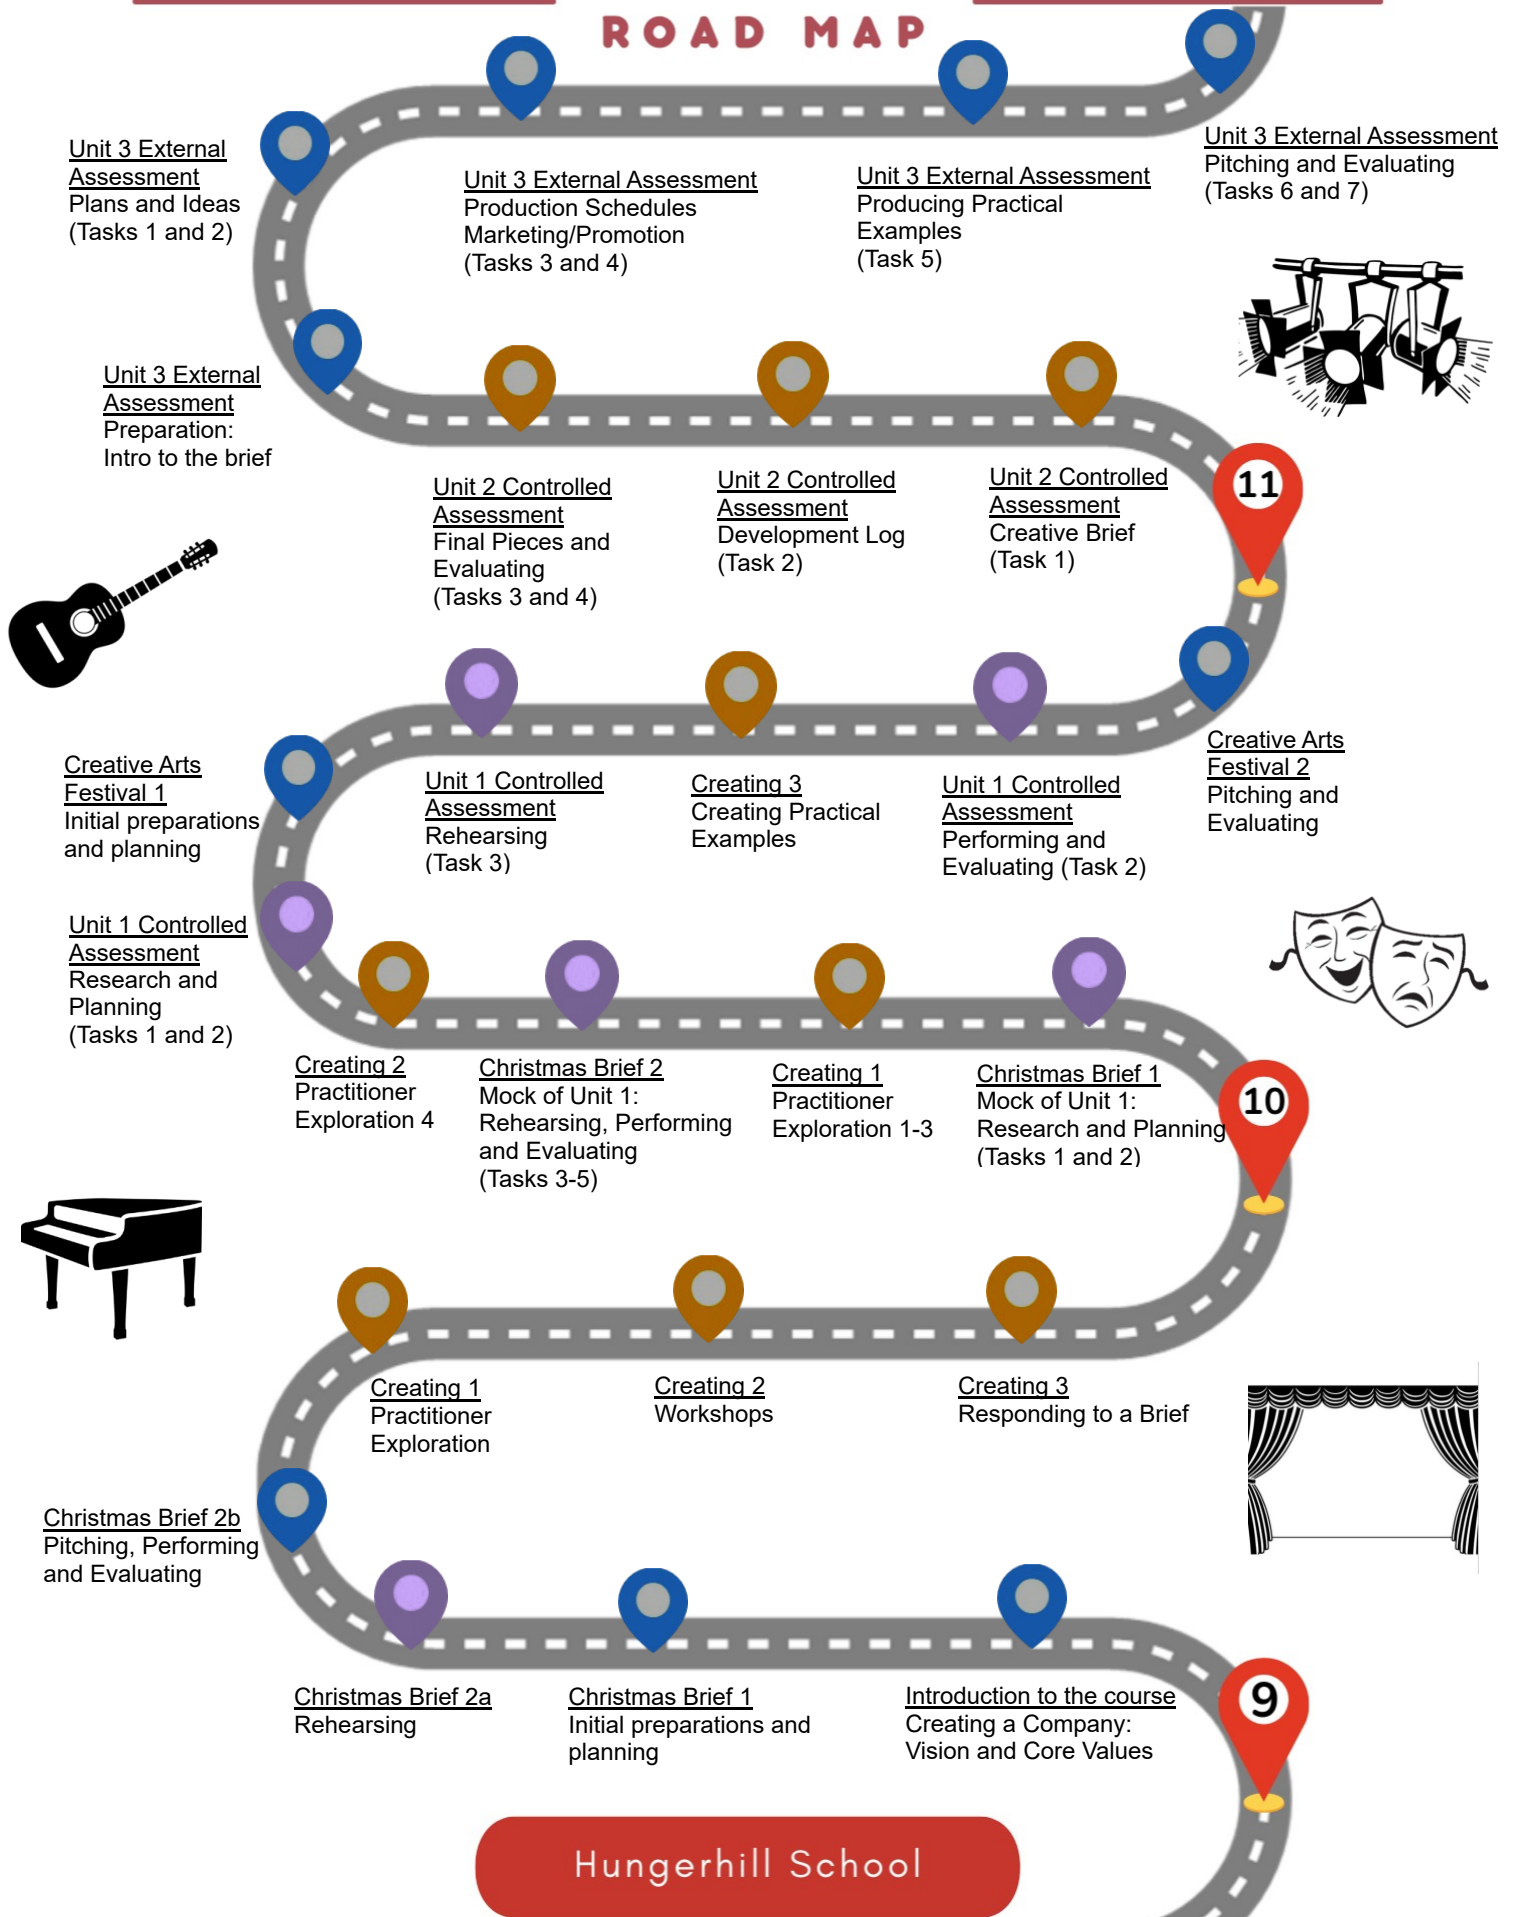 ROAD MAP
Unit 3 External
Assessment
Plans and Ideas
(Tasks 1 and 2)
Unit 3 External Assessment
Production Schedules
Marketing/Promotion
(Tasks 3 and 4)
Unit 3 External Assessment
Producing Practical
Examples
(Task 5)
Unit 3 External Assessment
Pitching and Evaluating
(Tasks 6 and 7)
Unit 3 External
Assessment
Preparation:
Intro to the brief
Unit 2 Controlled
Assessment
Final Pieces and
Evaluating
(Tasks 3 and 4)
Unit 2 Controlled
Assessment
Development Log
(Task 2)
Unit 2 Controlled
Assessment
Creative Brief
(Task 1)
11
Creative Arts
Festival 1
Initial preparations
and planning
Unit 1 Controlled
Assessment
Rehearsing
(Task 3)
Creating 3
Creating Practical
Examples
Unit 1 Controlled
Assessment
Performing and
Evaluating (Task 2)
Creative Arts
Festival 2
Pitching and
Evaluating
Unit 1 Controlled
Assessment
Research and
Planning
(Tasks 1 and 2)
Creating 2
Practitioner
Exploration 4
Christmas Brief 2
Mock of Unit 1:
Rehearsing, Performing
and Evaluating
(Tasks 3-5)
Creating 1
Practitioner
Exploration 1-3
Christmas Brief 1
Mock of Unit 1:
Research and Planning
(Tasks 1 and 2)
10
Creating 1
Practitioner
Exploration
Creating 2
Workshops
Creating 3
Responding to a Brief
Christmas Brief 2b
Pitching, Performing
and Evaluating
Christmas Brief 2a
Rehearsing
Christmas Brief 1
Initial preparations and
planning
Introduction to the course
Creating a Company:
Vision and Core Values
9
Hungerhill School